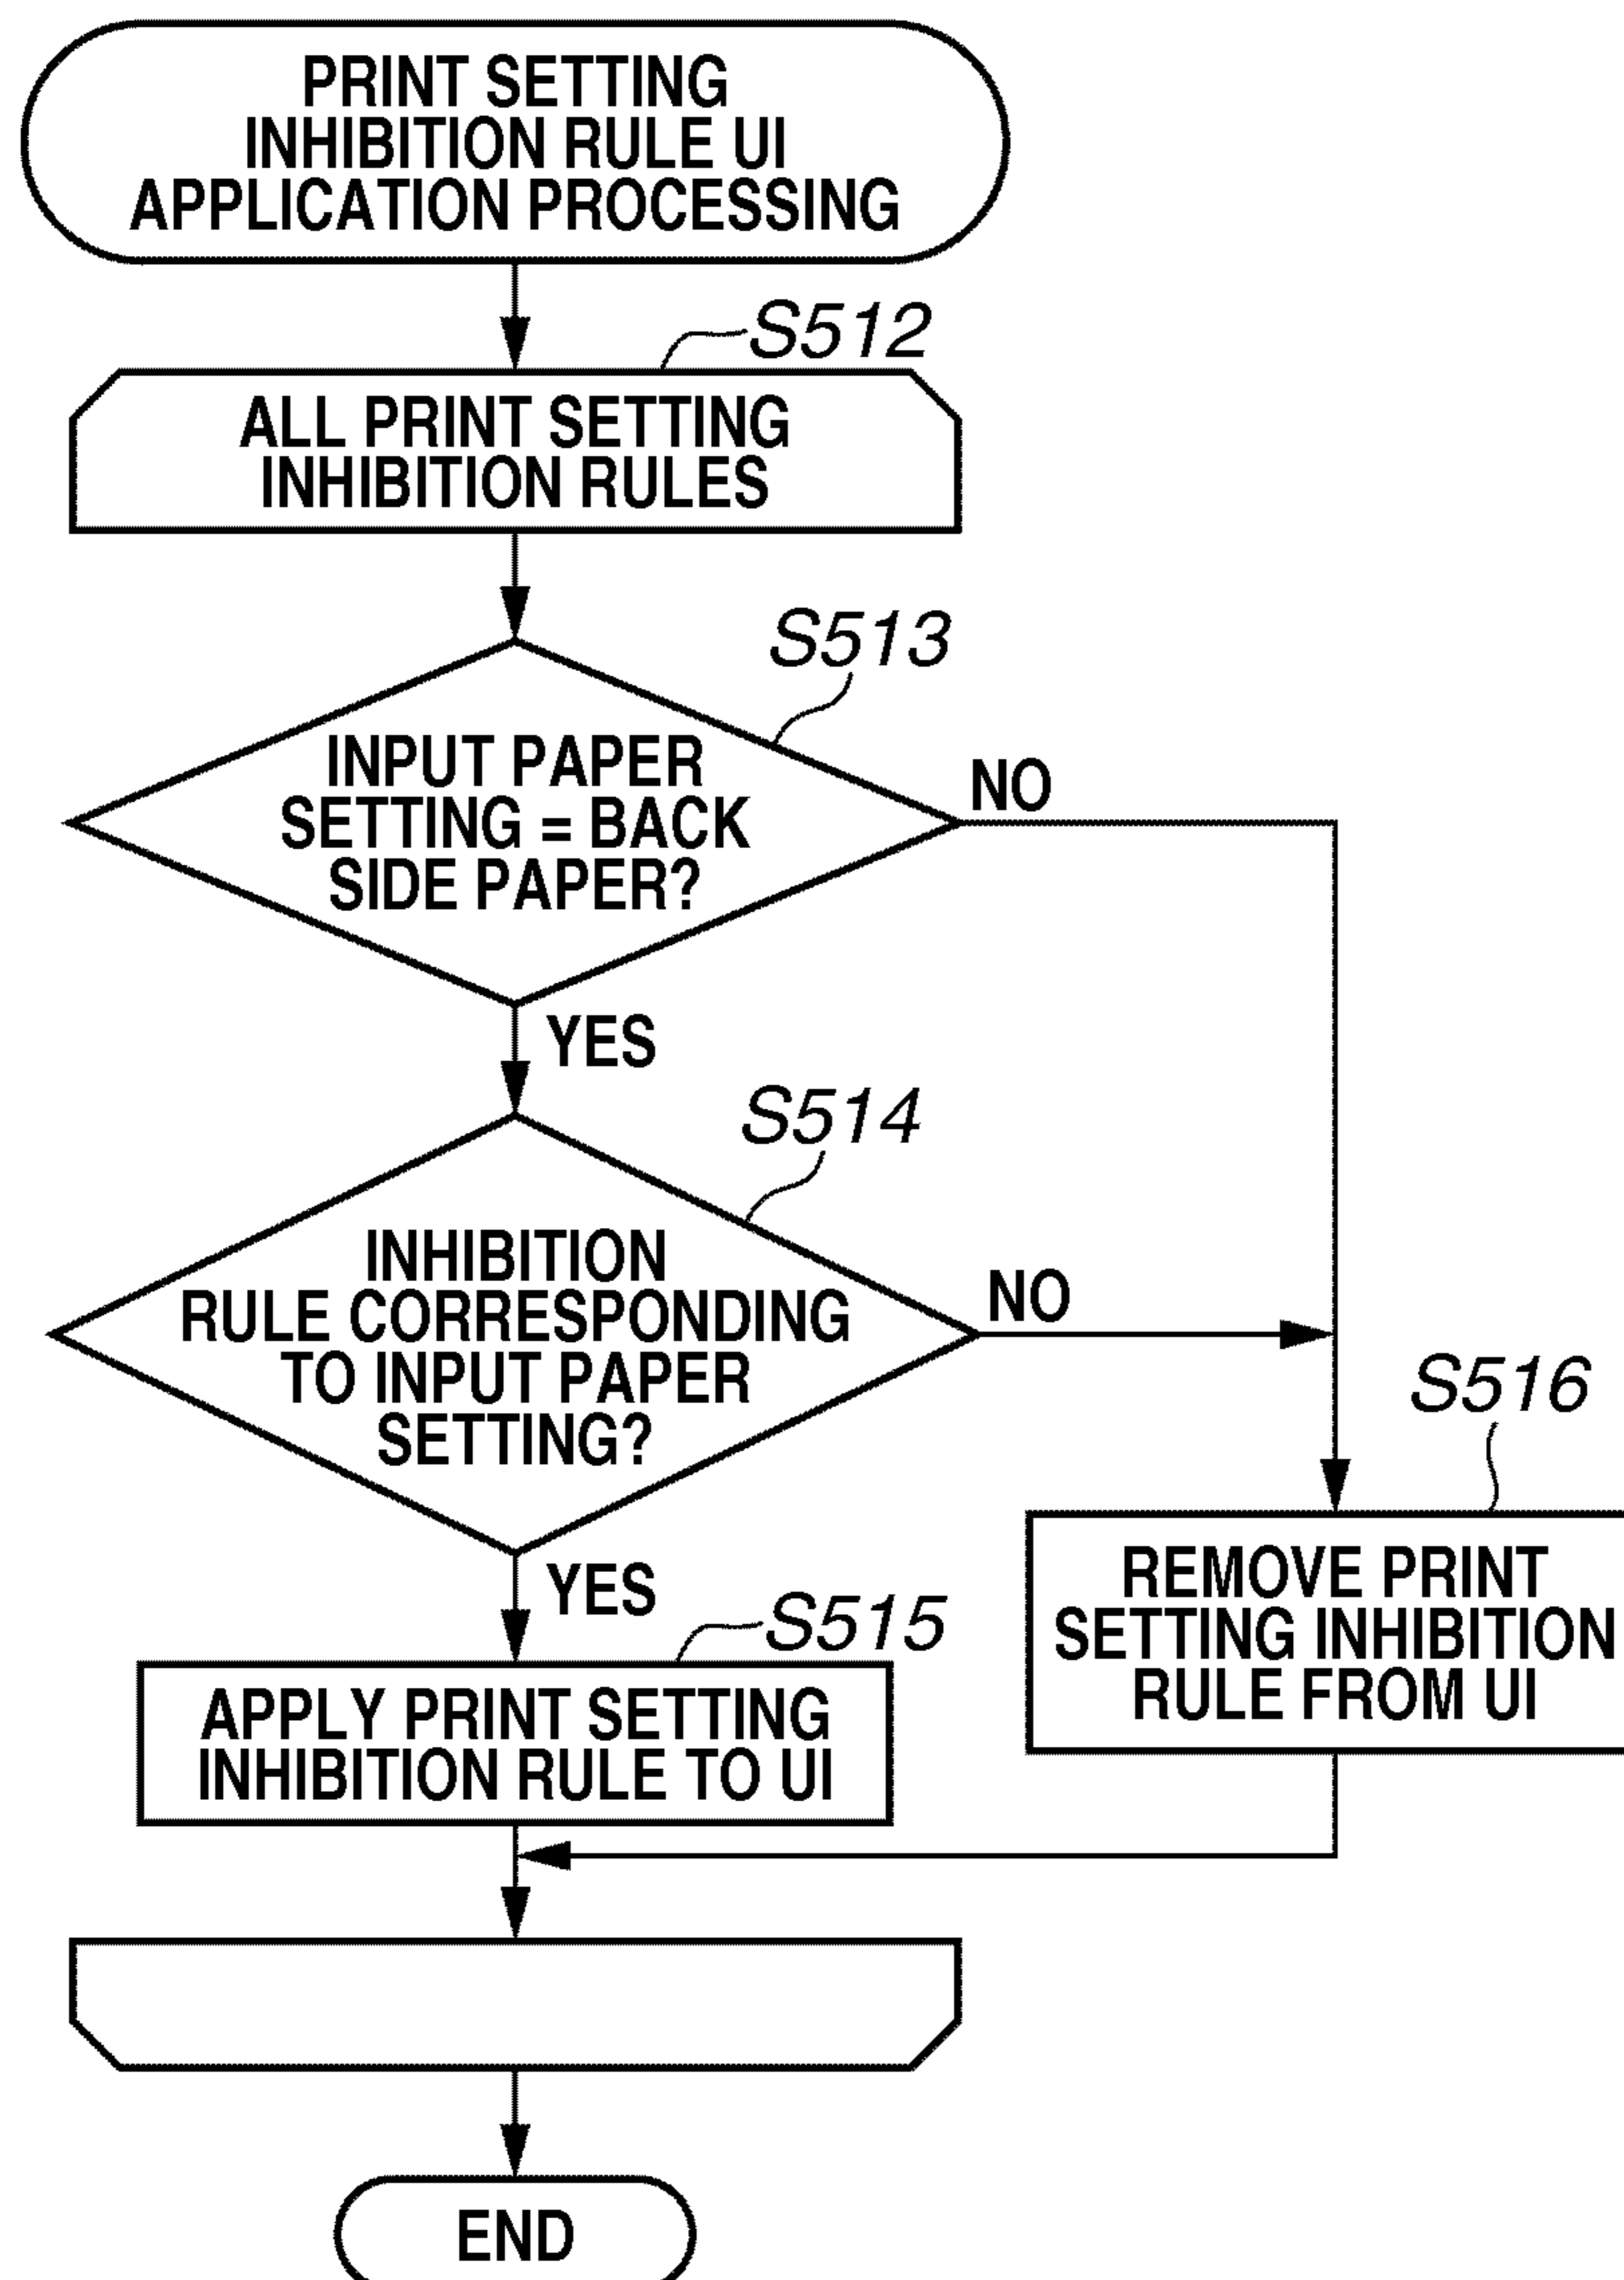 PRINT SETTING
INHIBITION RULE UI
APPLICATION PROCESSING
S512
ALL PRINT SETTING
INHIBITION RULES
S513
INPUT PAPER
SETTING = BACK
SIDE PAPER?
NO
YES
S514
INHIBITION
RULE CORRESPONDING
TO INPUT PAPER
SETTING?
NO
YES
S516
REMOVE PRINT
SETTING INHIBITION
RULE FROM UI
S515
APPLY PRINT SETTING
INHIBITION RULE TO UI
END